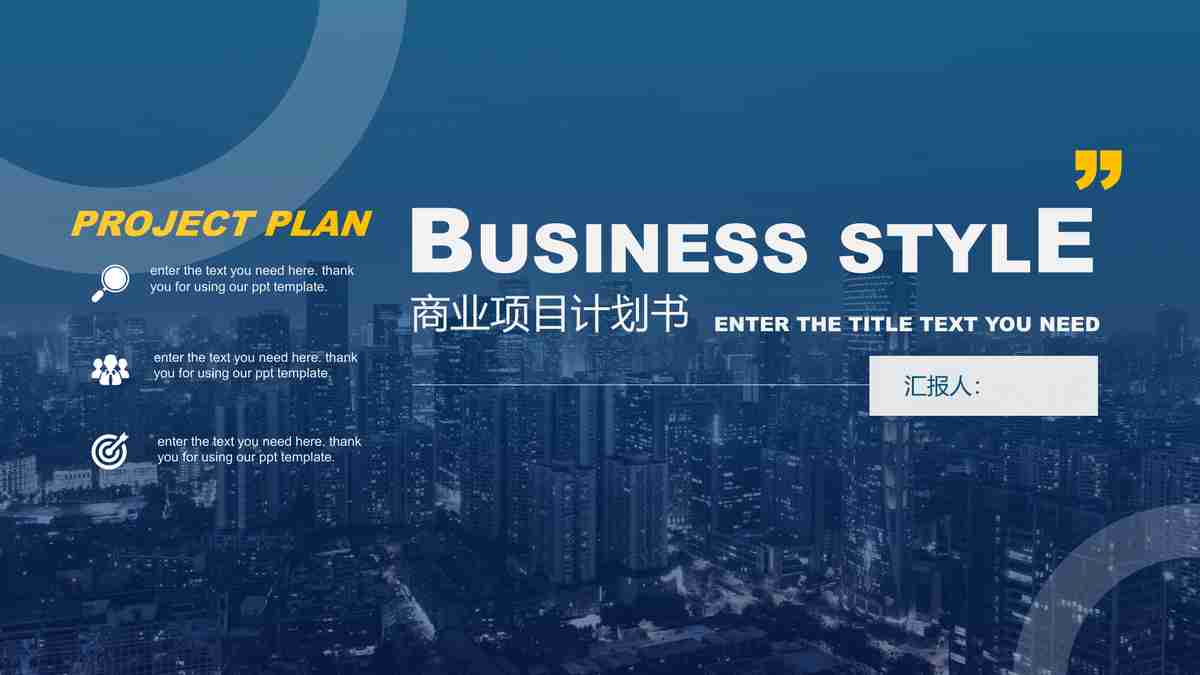 PROJECT PLAN
enter the text you need here. thank
you for using our ppt template.
enter the text you need here. thank
you for using our ppt template.
enter the text you need here. thank
you for using our ppt template.
”
BUSINESS STYLE
商业项目计划书
ENTER THE TITLE TEXT YOU NEED
汇报人: